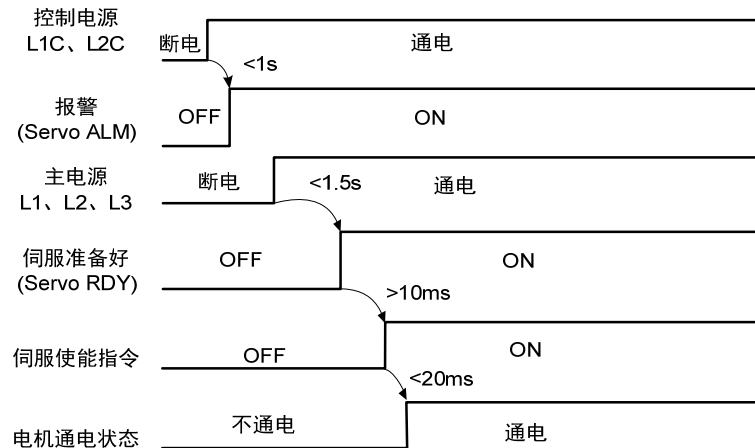 控制电源
L1C、L2C
断电
通电
<1s
报警
(Servo ALM)
OFF
ON
主电源
L1、L2、L3
断电
<1.5s
通电
伺服准备好
(Servo RDY)
OFF
ON
>10ms
伺服使能指令
OFF
ON
<20ms
电机通电状态
不通电
通电